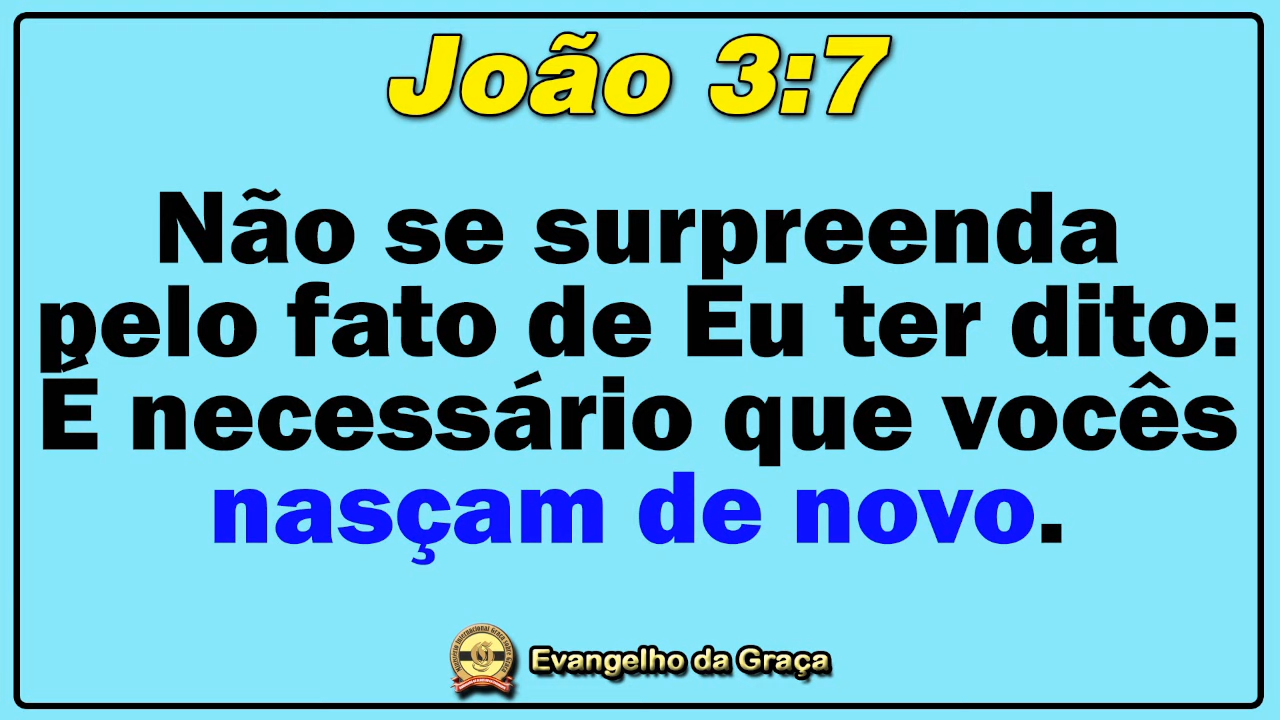 João 3:7
Não se surpreenda
pelo fato de Eu ter dito:
É necessário que vocês
nasçam de novo.
Evangelho da Graça